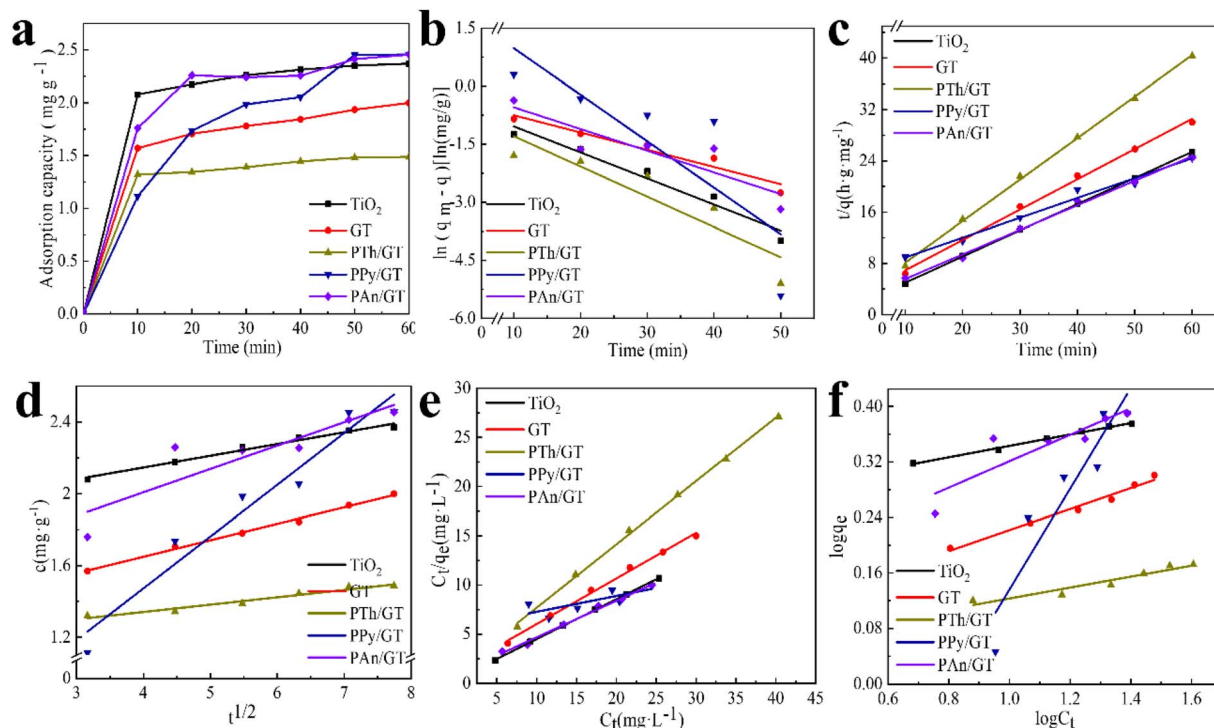 a
Adsorption capacity ( mg g⁻¹ )
2.5
2.0
1.5
1.0
0.5
0.0
0 10 20 30 40 50 60
Time (min)
TiO₂
GT
PTh/GT
PPy/GT
PAn/GT
b
ln ( q m - q )[ln(mg/g)]
1.5
0.0
-1.5
-3.0
-4.5
-6.0
0 10 20 30 40 50
Time (min)
TiO₂
GT
PTh/GT
PPy/GT
PAn/GT
c
t/q(h·g·mg⁻¹)
40
32
24
16
8
0
0 10 20 30 40 50 60
Time (min)
TiO₂
GT
PTh/GT
PPy/GT
PAn/GT
d
c(mg·g⁻¹)
2.4
2
1.6
1.2
0
3 4 5 6 7 8
t¹/²
TiO₂
GT
PTh/GT
PPy/GT
PAn/GT
e
Cₜ/qₑ(mg·L⁻¹)
30
25
20
15
10
5
0
0 5 10 15 20 25 30 35 40 45
Cₜ(mg·L⁻¹)
TiO₂
GT
PTh/GT
PPy/GT
PAn/GT
f
logqₑ
0.40
0.32
0.24
0.16
0.08
0.00
0.6 0.8 1.0 1.2 1.4 1.6
logCₜ
TiO₂
GT
PTh/GT
PPy/GT
PAn/GT